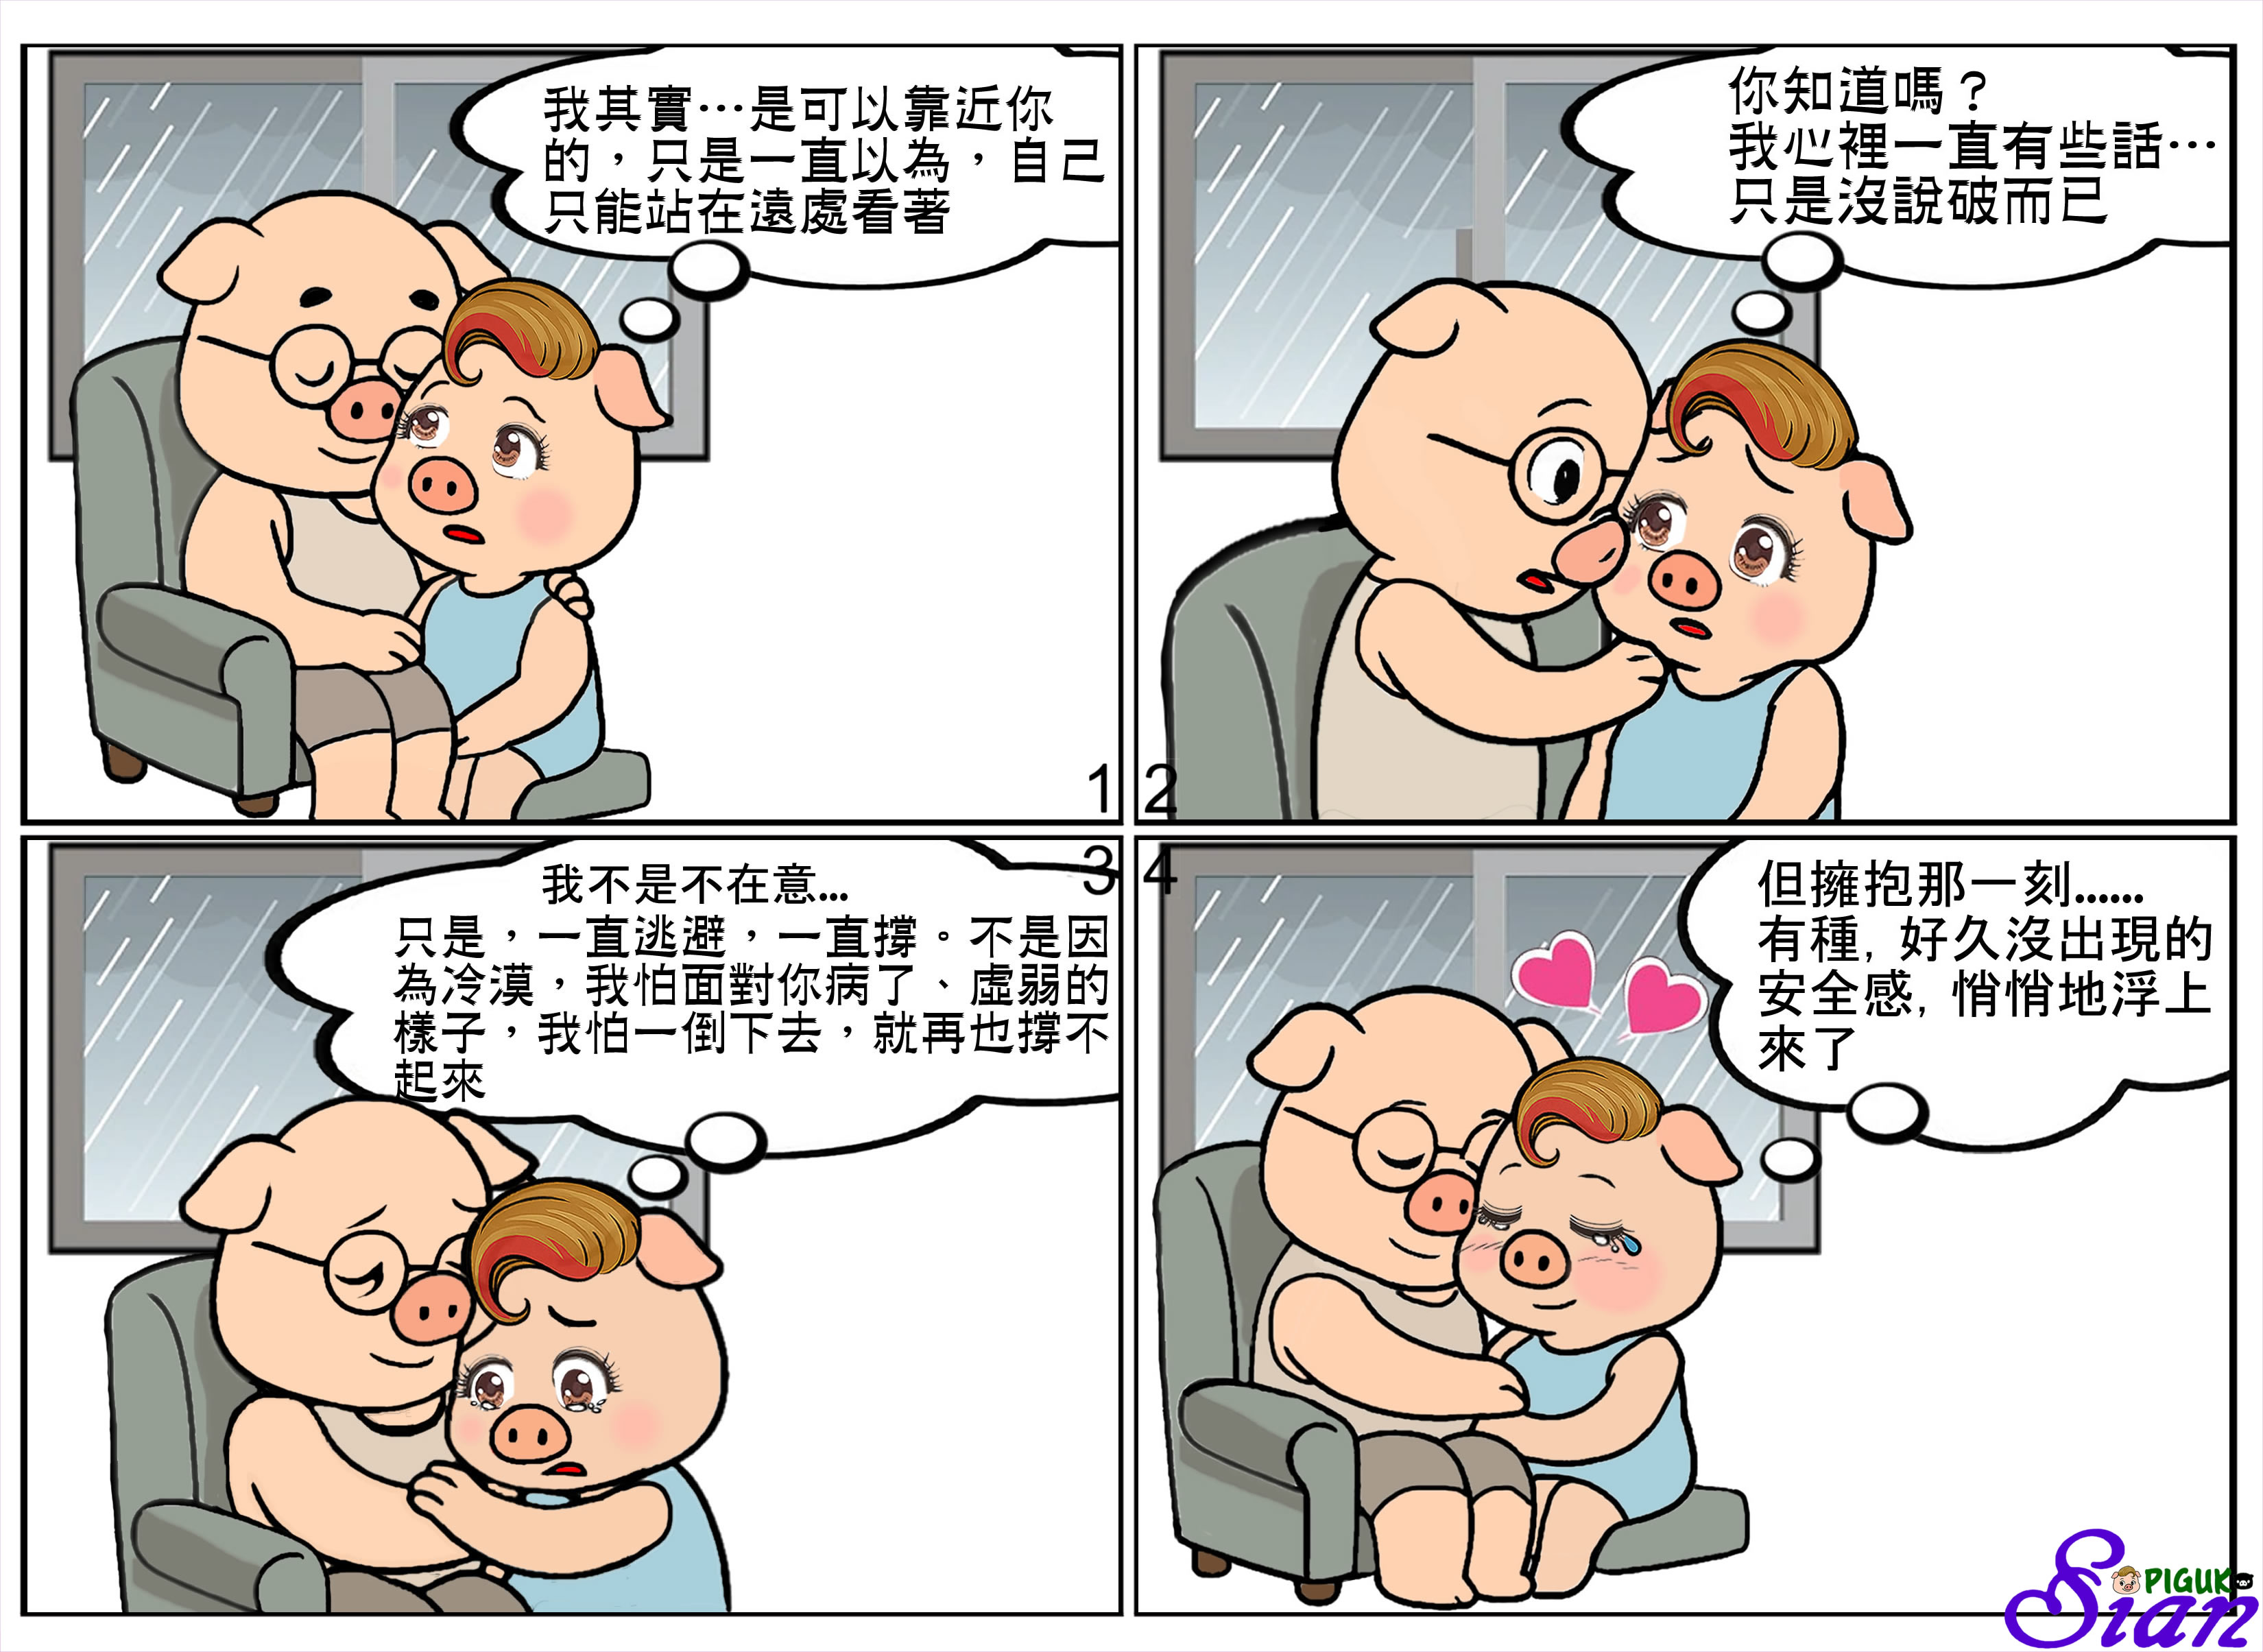 我其實…是可以靠近你
的，只是一直以為，自己
只能站在遠處看著
1
你知道嗎？
我心裡一直有些話…
只是沒說破而已
2
我不是不在意...
只是，一直逃避，一直撐。不是因
為冷漠，我怕面對你病了、虛弱的
樣子，我怕一倒下去，就再也撐不
起來
3
但擁抱那一刻......
有種, 好久沒出現的
安全感, 悄悄地浮上
來了
4
PIGUK
Sian